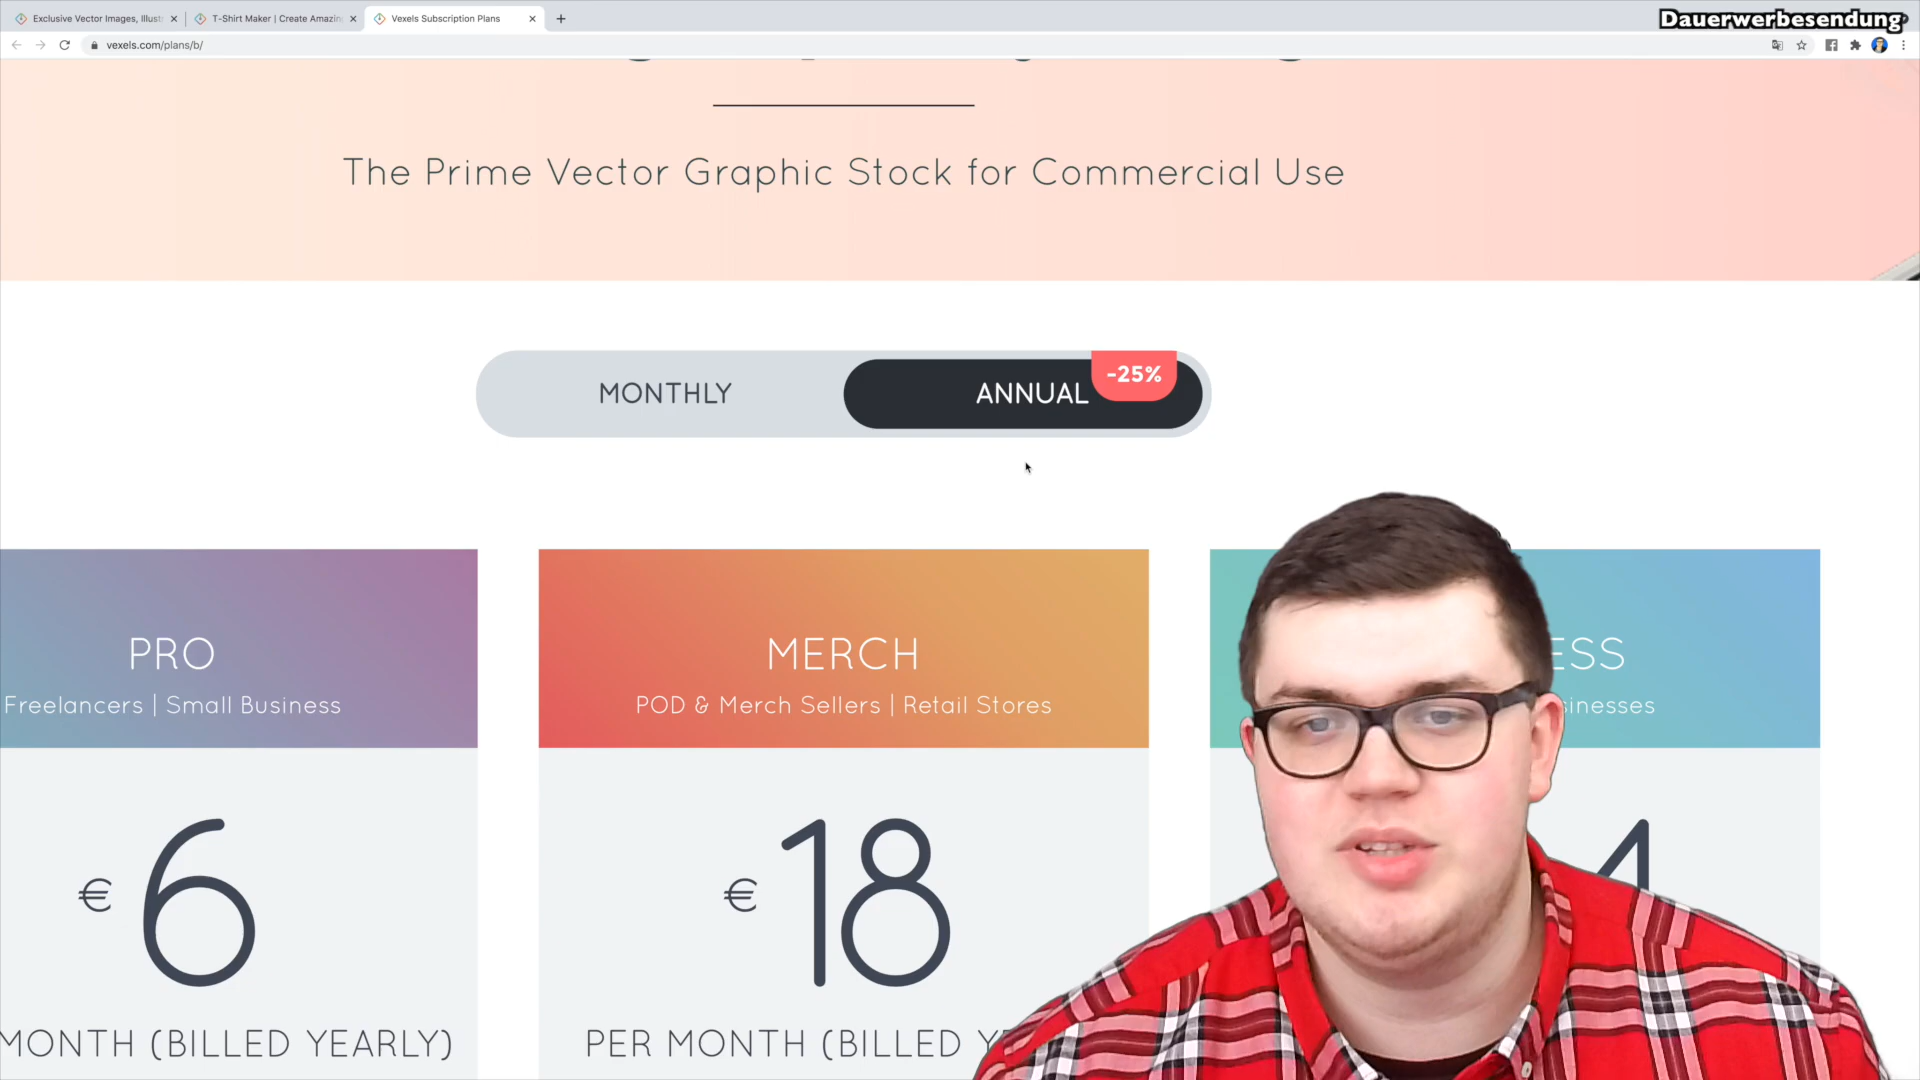 Exclusive Vector Images, Illust
T-Shirt Maker | Create Amazin
Vexels Subscription Plans
Dauerwerbesendung
vexels.com/plans/b/
The Prime Vector Graphic Stock for Commercial Use
MONTHLY
ANNUAL
-25%
PRO
Freelancers | Small Business
€ 6
MONTH (BILLED YEARLY)
MERCH
POD & Merch Sellers | Retail Stores
€ 18
PER MONTH (BILLED Y
ESS
sinesses